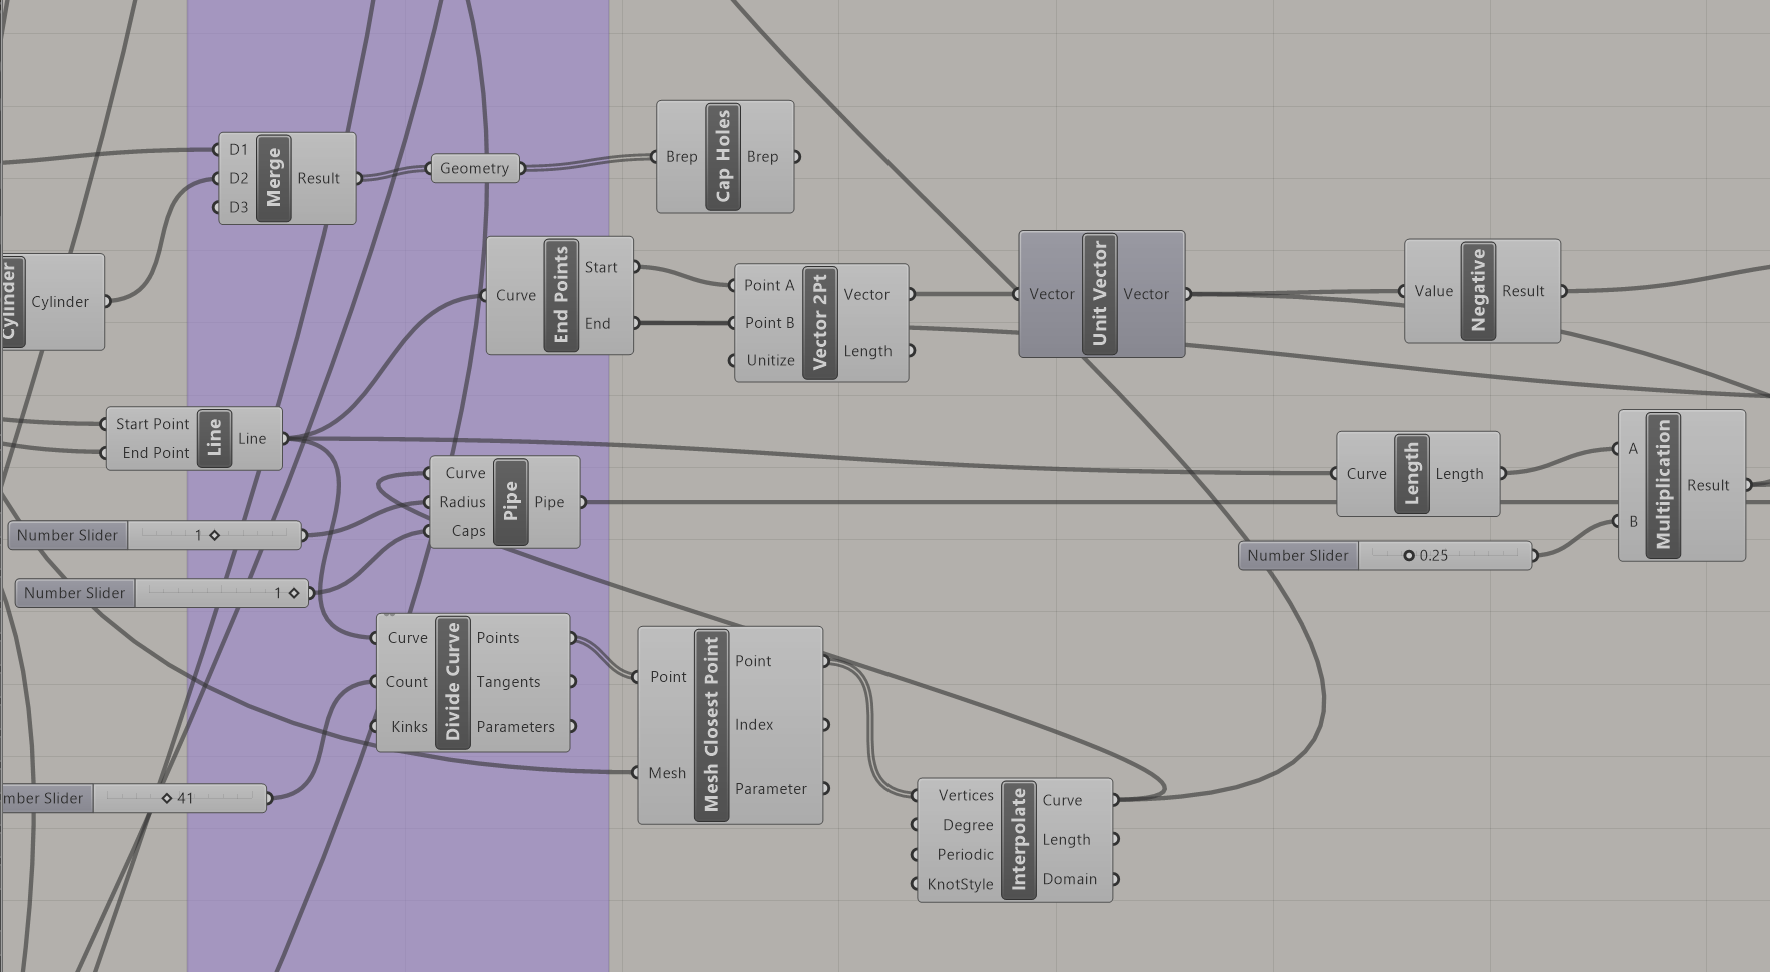 D1
D2
D3
Merge
Result
Geometry
Brep
Cap Holes
Brep
Cylinder
Cylinder
Curve
End Points
Start
End
Point A
Point B
Unitize
Vector 2Pt
Vector
Length
Vector
Unit Vector
Vector
Value
Negative
Result
Start Point
End Point
Line
Line
Curve
Radius
Caps
Pipe
Pipe
Curve
Length
Length
A
B
Multiplication
Result
Number Slider 1
Number Slider 0.25
Number Slider 1
Curve
Count
Kinks
Divide Curve
Points
Tangents
Parameters
Point
Mesh
Mesh Closest Point
Point
Index
Parameter
mber Slider 41
Vertices
Degree
Periodic
KnotStyle
Interpolate
Curve
Length
Domain